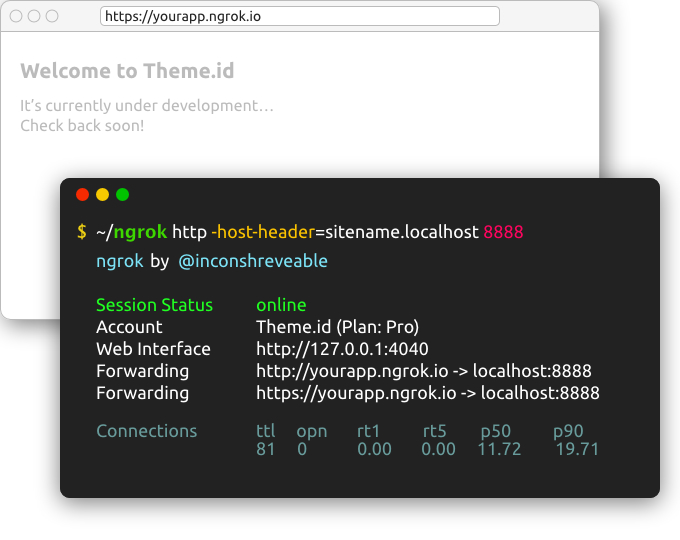 https://yourapp.ngrok.io
Welcome to Theme.id
It's currently under development...
Check back soon!
$ ~/ngrok http -host-header=sitename.localhost 8888
ngrok by @inconshreveable
Session Status online
Account Theme.id (Plan: Pro)
Web Interface http://127.0.0.1:4040
Forwarding http://yourapp.ngrok.io -> localhost:8888
Forwarding https://yourapp.ngrok.io -> localhost:8888
Connections ttl opn rt1 rt5 p50 p90
81 0 0.00 0.00 11.72 19.71